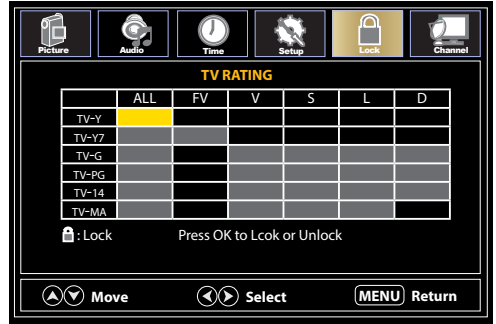 Picture Audio Time Setup Lock Channel
TV RATING
ALL FV V S L D
TV-Y
TV-Y7
TV-G
TV-PG
TV-14
TV-MA
: Lock Press OK to Lcok or Unlock
Move Select MENU Return